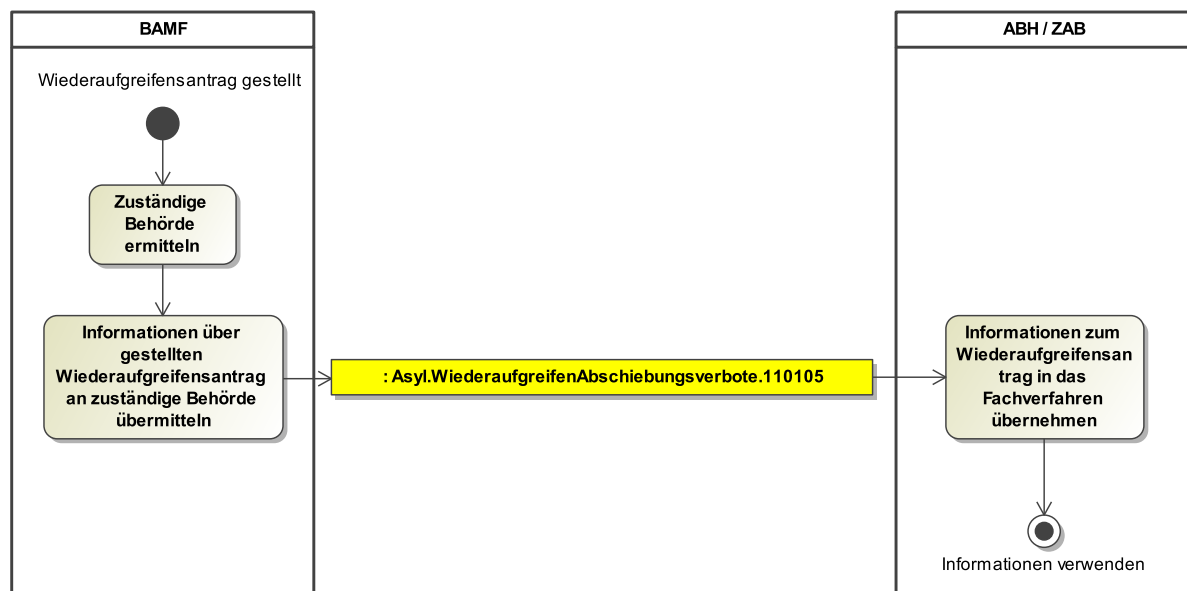 BAMF
Wiederaufgreifensantrag gestellt
Zuständige
Behörde
ermitteln
Informationen über
gestellten
Wiederaufgreifensantrag
an zuständige Behörde
übermitteln
: Asyl.WiederaufgreifenAbschiebungsverbote.110105
ABH / ZAB
Informationen zum
Wiederaufgreifensan
trag in das
Fachverfahren
übernehmen
Informationen verwenden